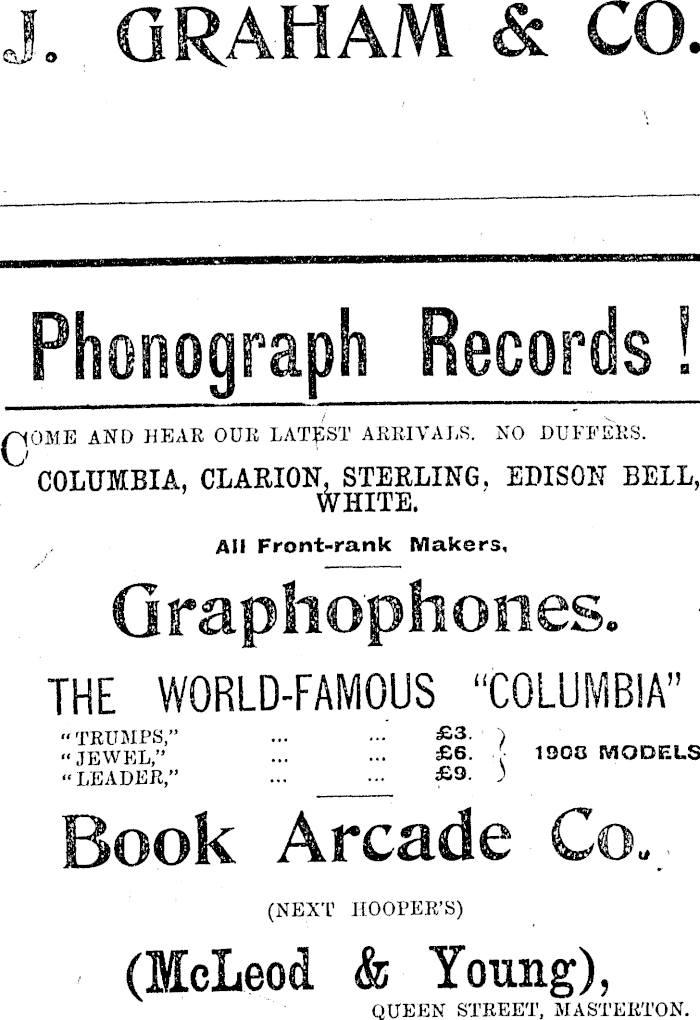 J. GRAHAM & CO.
Phonograph Records!
COME AND HEAR OUR LATEST ARRIVALS. NO DUFFERS.
COLUMBIA, CLARION, STERLING, EDISON BELL,
WHITE.
All Front-rank Makers,
Graphophones.
THE WORLD-FAMOUS "COLUMBIA"
"TRUMPS," ... ... £3.
"JEWEL," ... ... £6. 1908 MODELS
"LEADER," ... ... £9.
Book Arcade Co.
(NEXT HOOPER'S)
(McLeod & Young),
QUEEN STREET, MASTERTON.